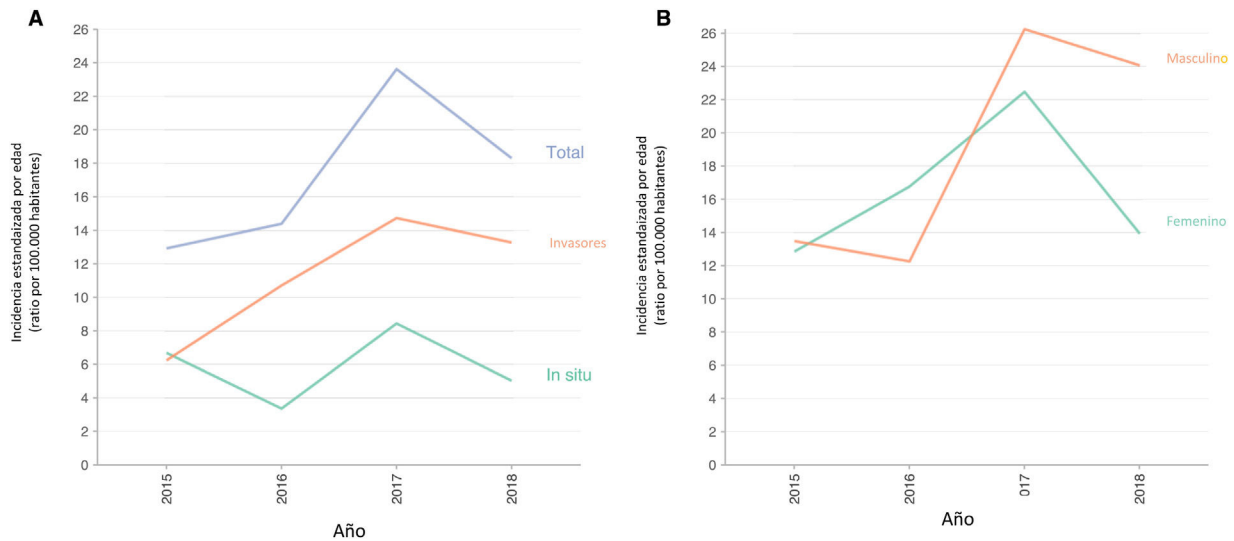 A
Incidencia estandaizada por edad
(ratio por 100.000 habitantes)
26
24
22
20
18
16
14
12
10
8
6
4
2
0
Total
Invasores
In situ
2015
2016
2017
2018
Año
B
Incidencia estandaizada por edad
(ratio por 100.000 habitantes)
26
24
22
20
18
16
14
12
10
8
6
4
2
0
Masculino
Femenino
2015
2016
017
2018
Año